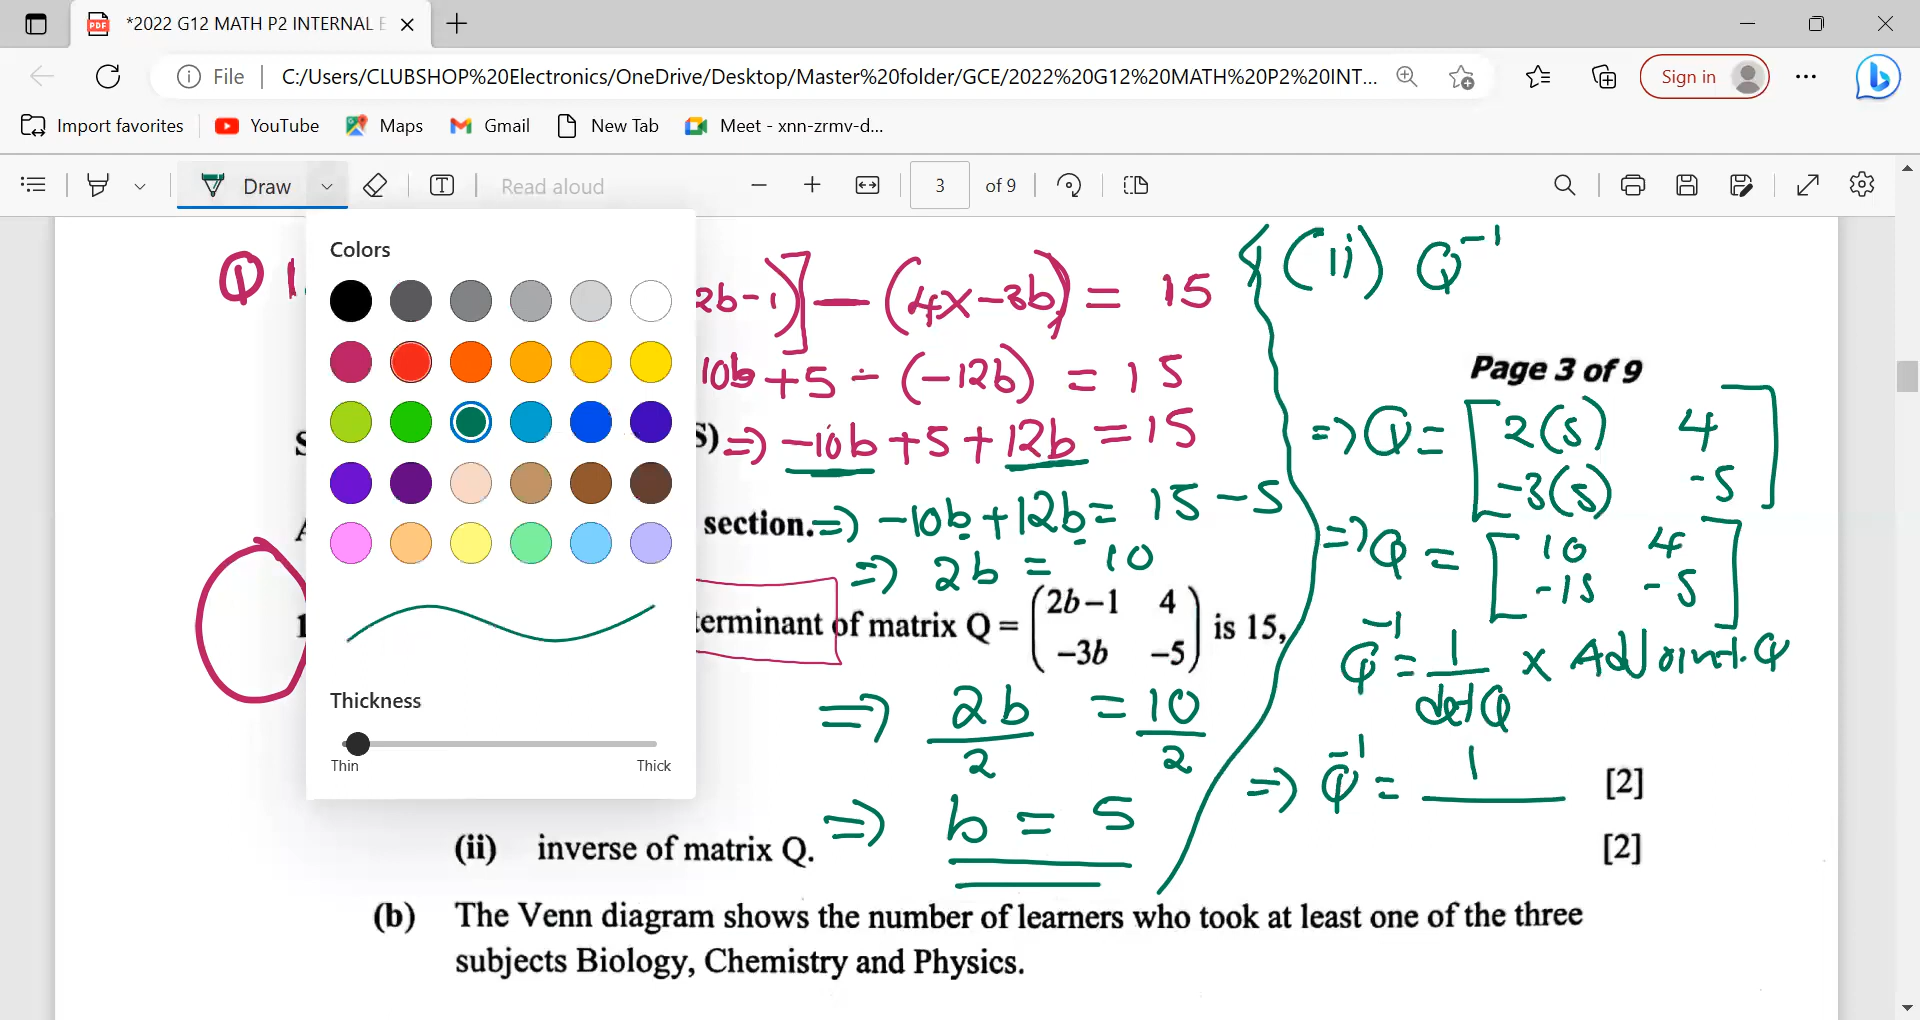 *2022 G12 MATH P2 INTERNAL E
File
C:/Users/CLUBSHOP%20Electronics/OneDrive/Desktop/Master%20folder/GCE/2022%20G12%20MATH%20P2%20INT...
Sign in
Import favorites
YouTube
Maps
Gmail
New Tab
Meet - xnn-zrmv-d...
Draw
Read aloud
3 of 9
Colors
Thickness
Thin Thick
Q 1
2b-1)] - (4x-3b) = 15
10b+5 - (-12b) = 15
=> -10b+5+12b = 15
section.
=> -10b+12b = 15-5
=> 2b = 10
terminant of matrix Q = (2b−1 4
−3b −5) is 15,
=> 2b = 10
2 2
=> b = 5
(ii) inverse of matrix Q.
(ii) Q⁻¹
Page 3 of 9
=> Q = [2(5) 4
-3(5) -5]
=> Q = [10 4
-15 -5]
Q⁻¹ = 1 x Adjoint.Q
det Q
=> Q⁻¹ = 1
[2]
[2]
(b) The Venn diagram shows the number of learners who took at least one of the three
subjects Biology, Chemistry and Physics.